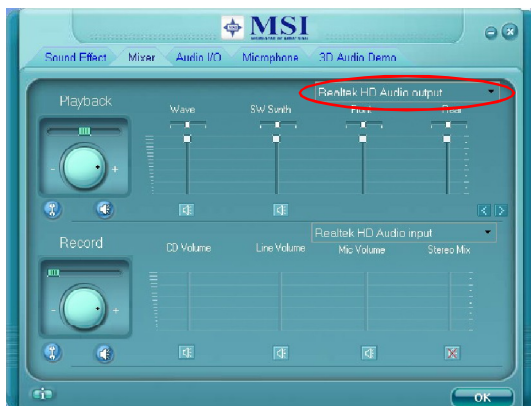 MSI
Sound Effect Mixer Audio I/O Microphone 3D Audio Demo
Realtek HD Audio output
Playback
Wave SW Synth Front Rear
- +
Realtek HD Audio input
Record
CD Volume Line Volume Mic Volume Stereo Mix
- +
OK